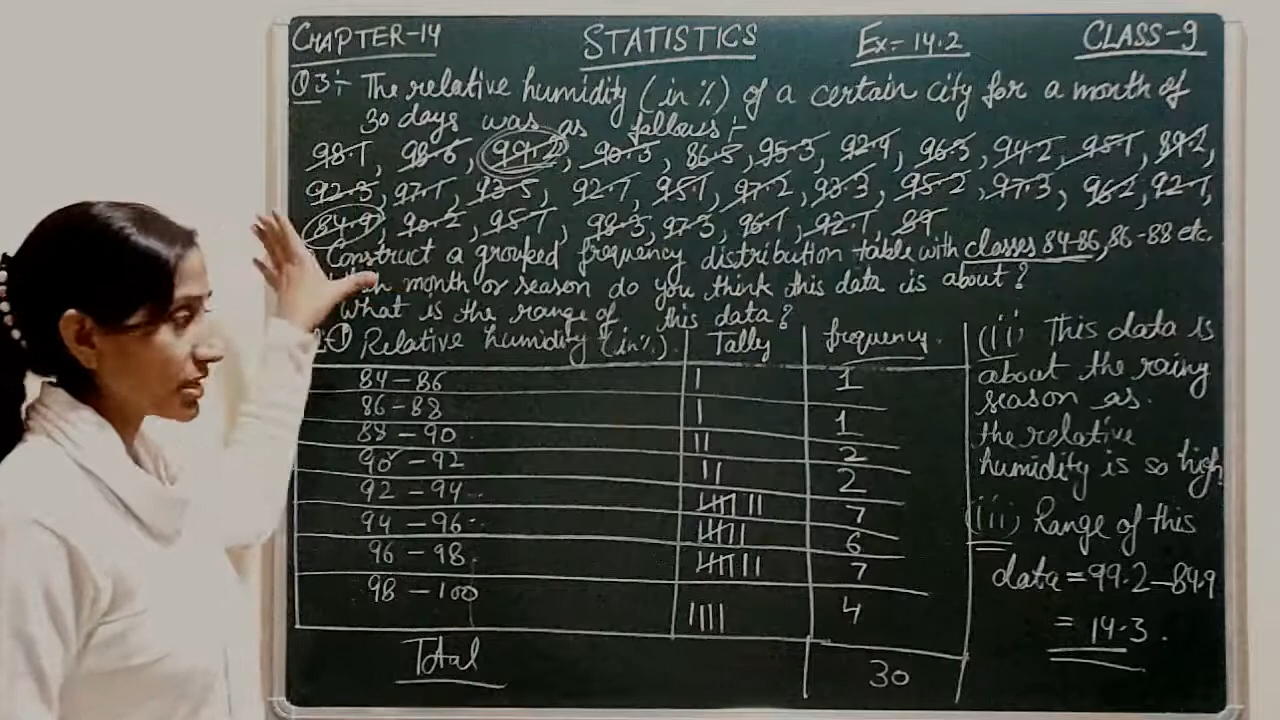 CHAPTER-14 STATISTICS Ex-14.2 CLASS-9
Q3:- The relative humidity (in %) of a certain city for a month of
30 days was as follows:-
98.1, 98.6, 99.2, 90.3, 86.5, 95.3, 92.9, 96.3, 94.2, 95.1, 89.2,
92.3, 97.1, 93.5, 92.7, 95.1, 97.2, 93.3, 95.2, 97.3, 96.2, 92.1,
84.9, 90.2, 95.7, 98.3, 97.3, 96.1, 92.1, 89
Construct a grouped frequency distribution table with classes 84-86, 86-88 etc.
month or season do you think this data is about?
What is the range of this data?
Relative humidity (in%) Tally frequency
84-86 | 1
86-88 | 1
88-90 || 2
90-92 || 2
92-94 |||| || 7
94-96 |||| | 6
96-98 |||| || 7
98-100 |||| 4
Total 30
(ii) This data is
about the rainy
season as
the relative
humidity is so high
(iii) Range of this
data = 99.2-84.9
= 14.3.